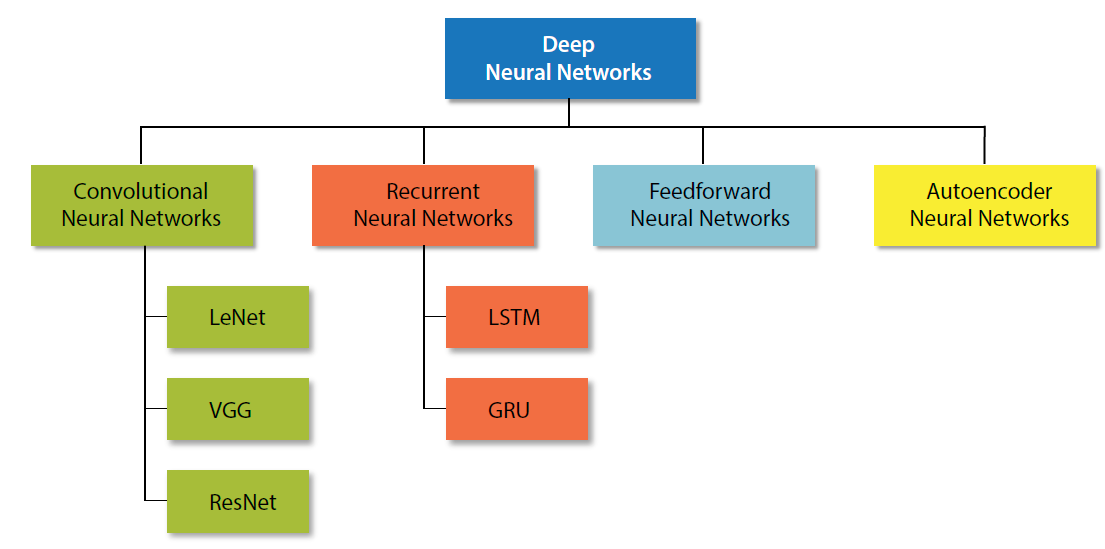 Deep
Neural Networks
Convolutional
Neural Networks
Recurrent
Neural Networks
Feedforward
Neural Networks
Autoencoder
Neural Networks
LeNet
VGG
ResNet
LSTM
GRU